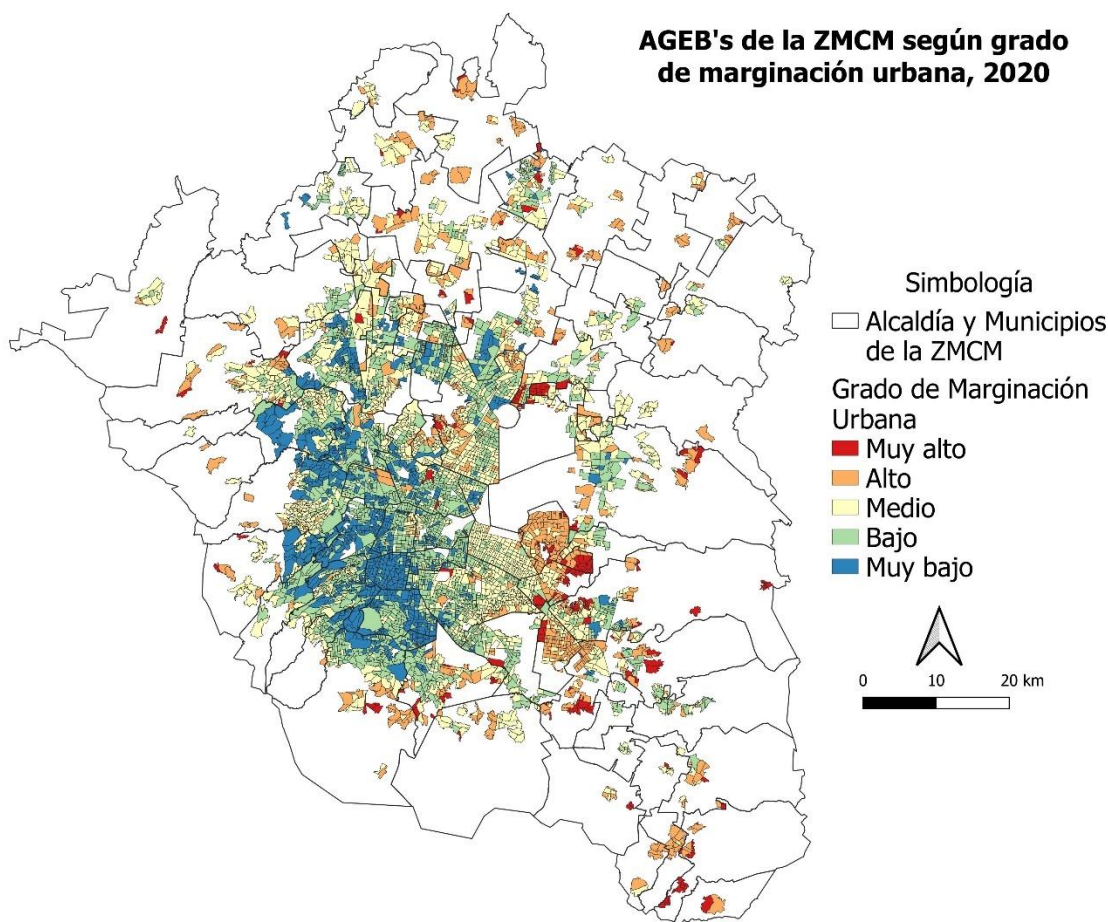 AGEB's de la ZMCM según grado
de marginación urbana, 2020
Simbología
Alcaldía y Municipios
de la ZMCM
Grado de Marginación
Urbana
Muy alto
Alto
Medio
Bajo
Muy bajo
0 10 20 km